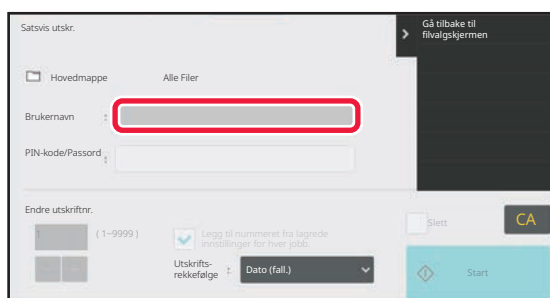 Satsvis utskr.
Gå tilbake til
filvalgskjermen
Hovedmappe
Alle Filer
Brukernavn :
PIN-kode/Passord :
Endre utskriftnr.
1
(1~9999)
Legg til nummeret fra lagrede
innstillinger for hver jobb.
Slett
CA
Utskrifts-
rekkefølge :
Dato (fall.)
Start